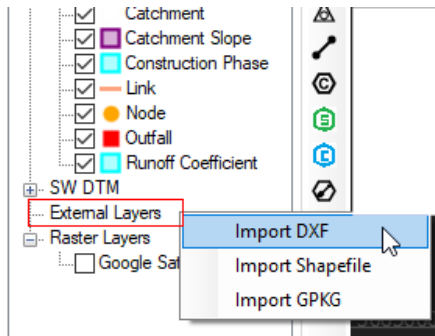 Catchment
Catchment Slope
Construction Phase
Link
Node
Outfall
Runoff Coefficient
SW DTM
External Layers
Raster Layers
Google Sat
Import DXF
Import Shapefile
Import GPKG